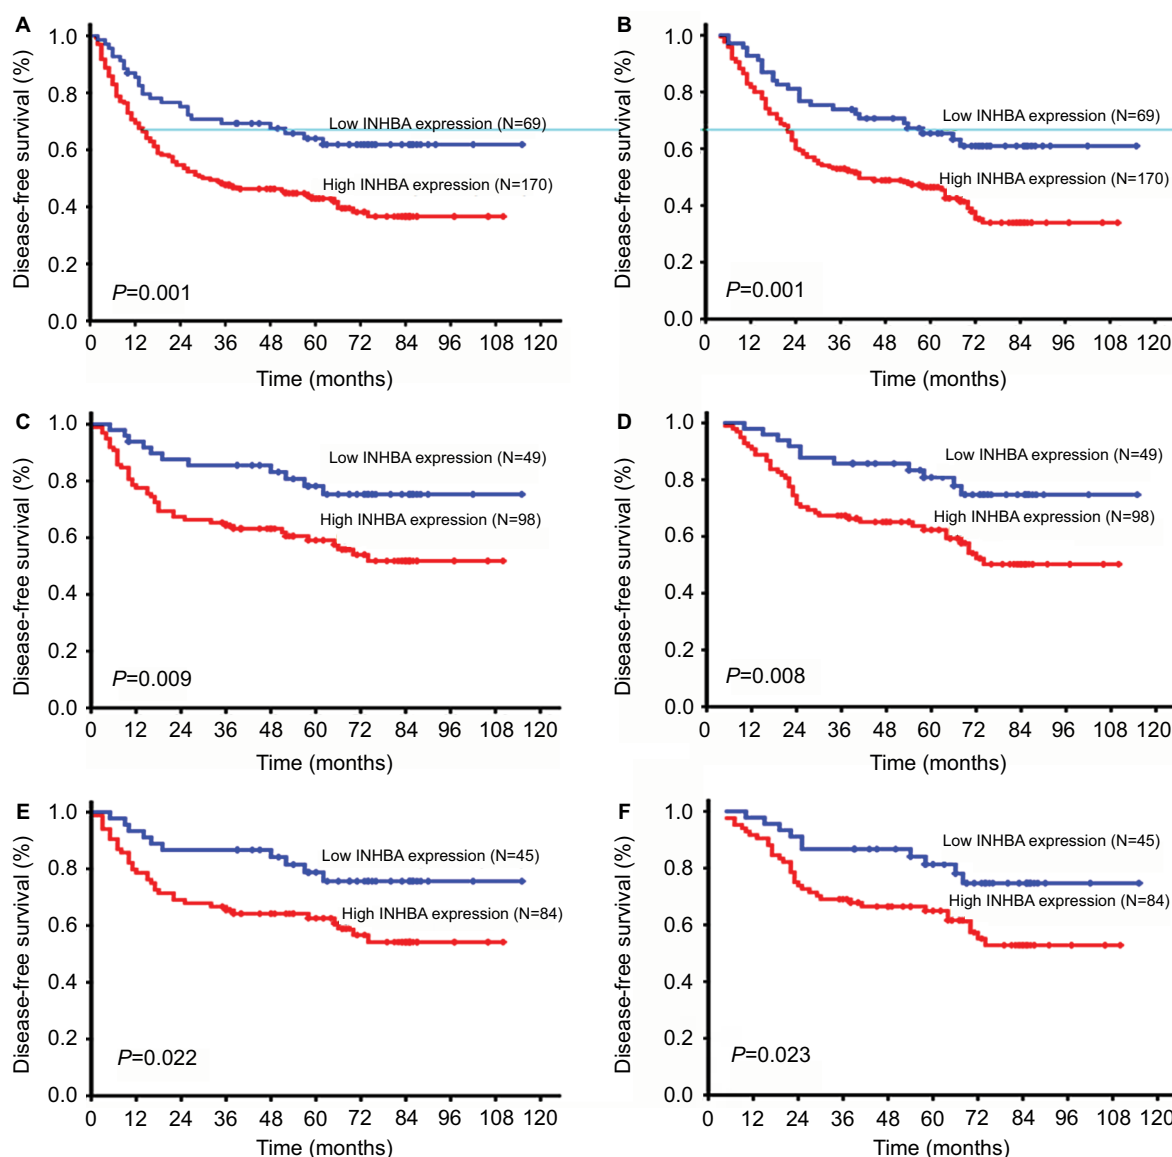 A
Disease-free survival (%)
1.0
0.8
0.6
0.4
0.2
0.0
Low INHBA expression (N=69)
High INHBA expression (N=170)
P=0.001
0 12 24 36 48 60 72 84 96 108 120
Time (months)
B
Disease-free survival (%)
1.0
0.8
0.6
0.4
0.2
0.0
Low INHBA expression (N=69)
High INHBA expression (N=170)
P=0.001
0 12 24 36 48 60 72 84 96 108 120
Time (months)
C
Disease-free survival (%)
1.0
0.8
0.6
0.4
0.2
0.0
Low INHBA expression (N=49)
High INHBA expression (N=98)
P=0.009
0 12 24 36 48 60 72 84 96 108 120
Time (months)
D
Disease-free survival (%)
1.0
0.8
0.6
0.4
0.2
0.0
Low INHBA expression (N=49)
High INHBA expression (N=98)
P=0.008
0 12 24 36 48 60 72 84 96 108 120
Time (months)
E
Disease-free survival (%)
1.0
0.8
0.6
0.4
0.2
0.0
Low INHBA expression (N=45)
High INHBA expression (N=84)
P=0.022
0 12 24 36 48 60 72 84 96 108 120
Time (months)
F
Disease-free survival (%)
1.0
0.8
0.6
0.4
0.2
0.0
Low INHBA expression (N=45)
High INHBA expression (N=84)
P=0.023
0 12 24 36 48 60 72 84 96 108 120
Time (months)